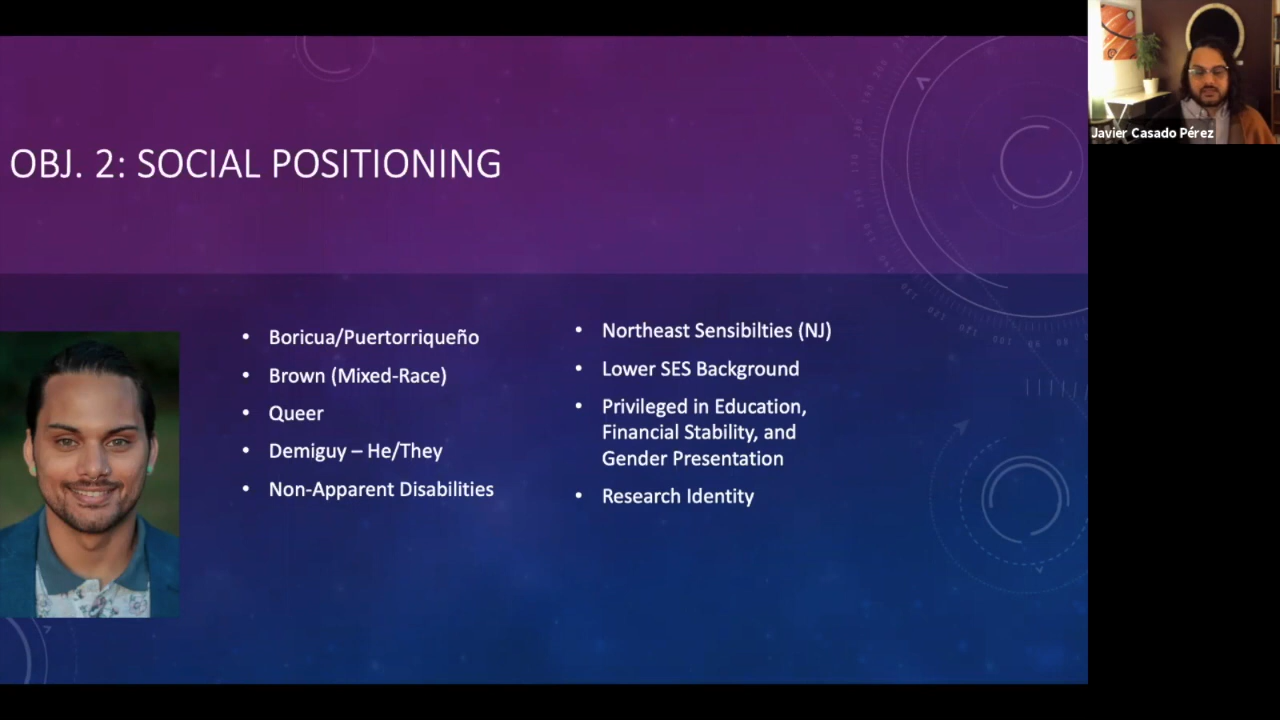 Javier Casado Pérez
OBJ. 2: SOCIAL POSITIONING
• Boricua/Puertorriqueño
• Brown (Mixed-Race)
• Queer
• Demiguy – He/They
• Non-Apparent Disabilities
• Northeast Sensibilties (NJ)
• Lower SES Background
• Privileged in Education,
Financial Stability, and
Gender Presentation
• Research Identity